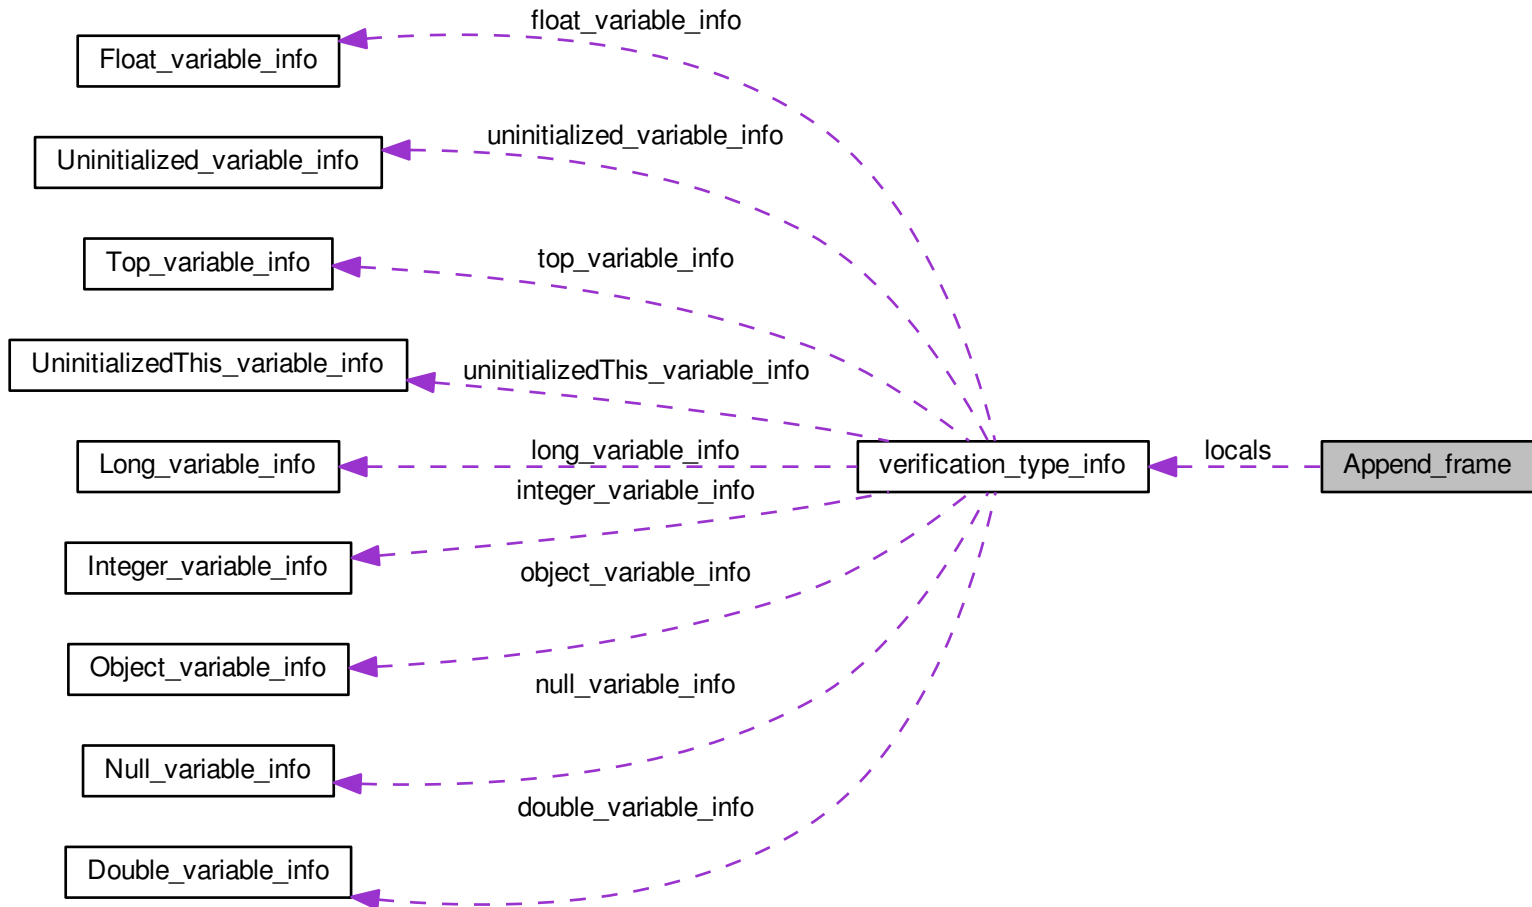 float_variable_info
Float_variable_info
uninitialized_variable_info
Uninitialized_variable_info
top_variable_info
Top_variable_info
uninitializedThis_variable_info
UninitializedThis_variable_info
long_variable_info
Long_variable_info
verification_type_info
locals
Append_frame
integer_variable_info
Integer_variable_info
object_variable_info
Object_variable_info
null_variable_info
Null_variable_info
double_variable_info
Double_variable_info